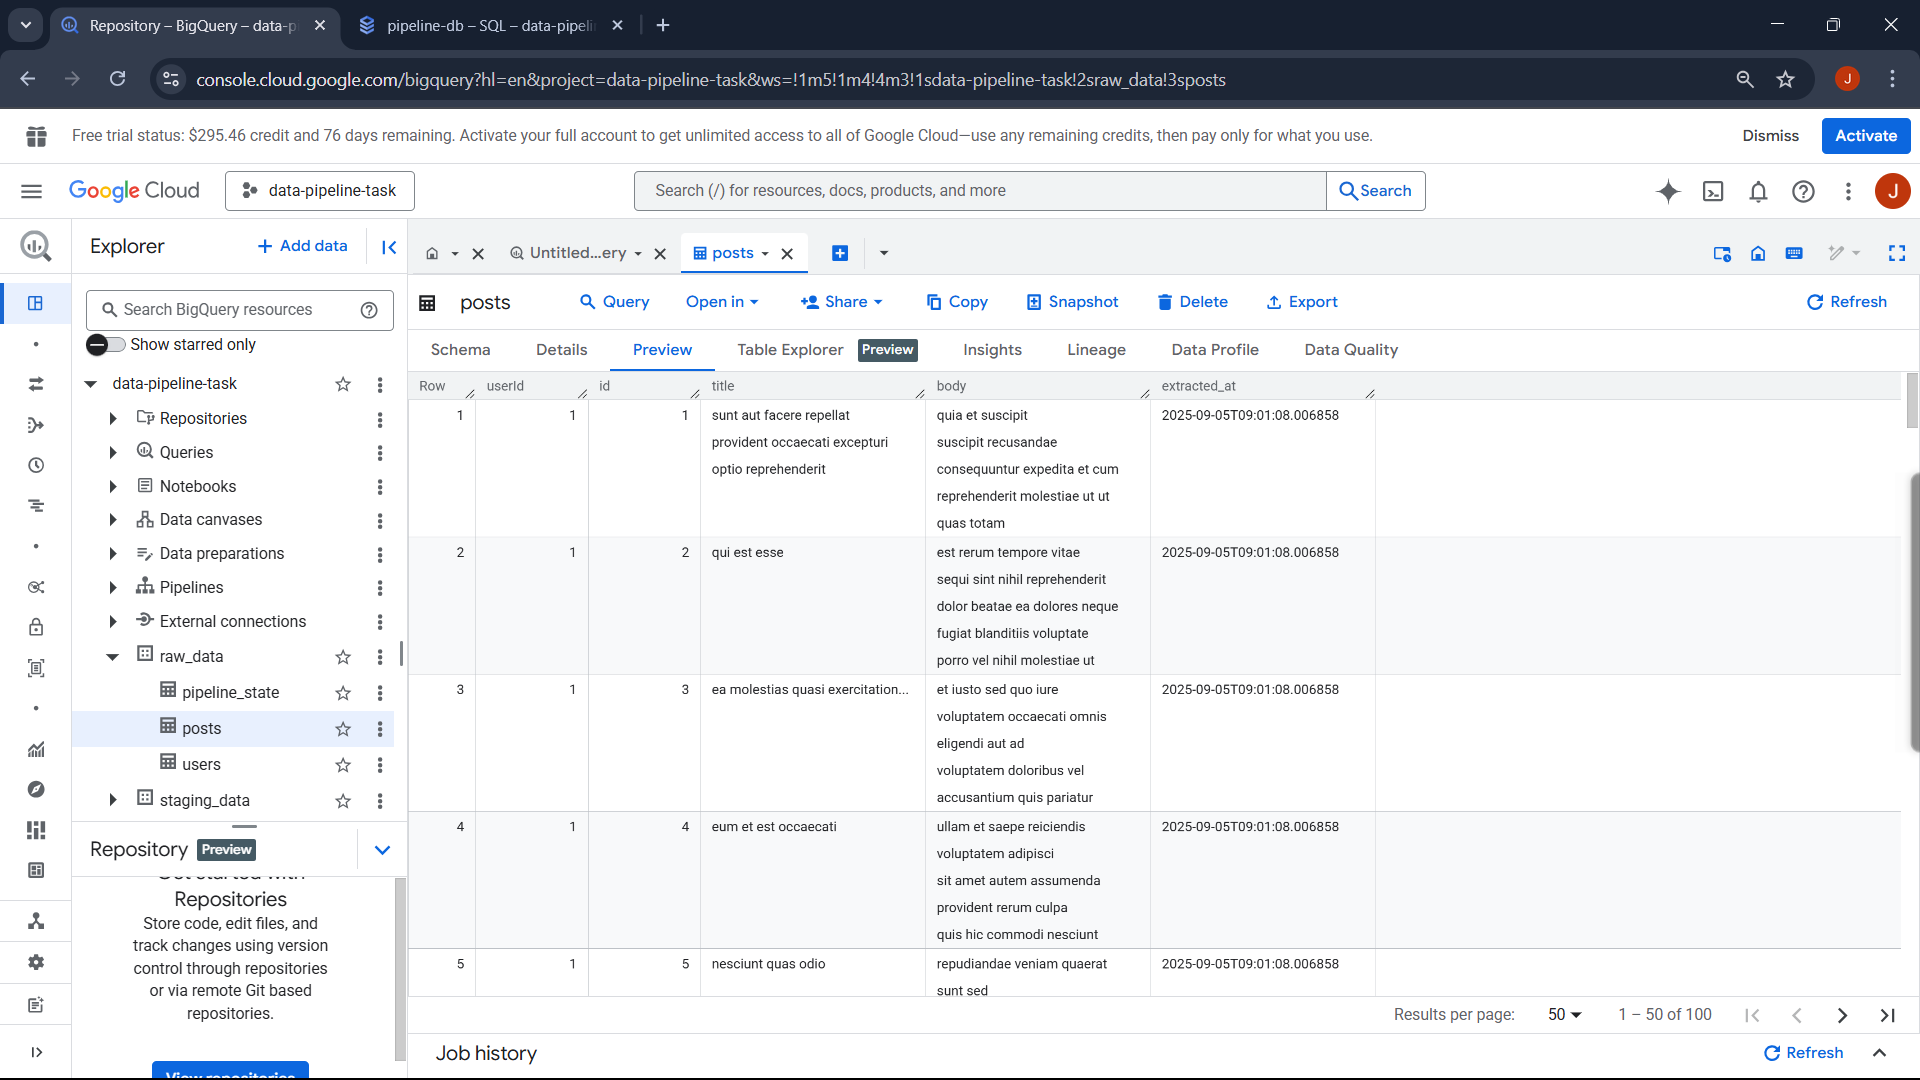 Repository – BigQuery – data-p
pipeline-db – SQL – data-pipeli
console.cloud.google.com/bigquery?hl=en&project=data-pipeline-task&ws=!1m5!1m4!4m3!1sdata-pipeline-task!2sraw_data!3sposts
J
Free trial status: $295.46 credit and 76 days remaining. Activate your full account to get unlimited access to all of Google Cloud—use any remaining credits, then pay only for what you use.
Dismiss
Activate
Google Cloud
data-pipeline-task
Search (/) for resources, docs, products, and more
Search
J
Explorer
+ Add data
Untitled...ery
posts
Search BigQuery resources
Show starred only
data-pipeline-task
Repositories
Queries
Notebooks
Data canvases
Data preparations
Pipelines
External connections
raw_data
pipeline_state
posts
users
staging_data
Repository Preview
Get started with
Repositories
Store code, edit files, and
track changes using version
control through repositories
or via remote Git based
repositories.
View repositories
posts
Query
Open in
Share
Copy
Snapshot
Delete
Export
Refresh
Schema
Details
Preview
Table Explorer Preview
Insights
Lineage
Data Profile
Data Quality
Row userId id title body extracted_at
1 1 1 sunt aut facere repellat quia et suscipit 2025-09-05T09:01:08.006858
provident occaecati excepturi suscipit recusandae
optio reprehenderit consequuntur expedita et cum
reprehenderit molestiae ut ut
quas totam
2 1 2 qui est esse est rerum tempore vitae 2025-09-05T09:01:08.006858
sequi sint nihil reprehenderit
dolor beatae ea dolores neque
fugiat blanditiis voluptate
porro vel nihil molestiae ut
3 1 3 ea molestias quasi exercitation... et iusto sed quo iure 2025-09-05T09:01:08.006858
voluptatem occaecati omnis
eligendi aut ad
voluptatem doloribus vel
accusantium quis pariatur
4 1 4 eum et est occaecati ullam et saepe reiciendis 2025-09-05T09:01:08.006858
voluptatem adipisci
sit amet autem assumenda
provident rerum culpa
quis hic commodi nesciunt
5 1 5 nesciunt quas odio repudiandae veniam quaerat 2025-09-05T09:01:08.006858
sunt sed
Results per page: 50 1 – 50 of 100
Job history
Refresh